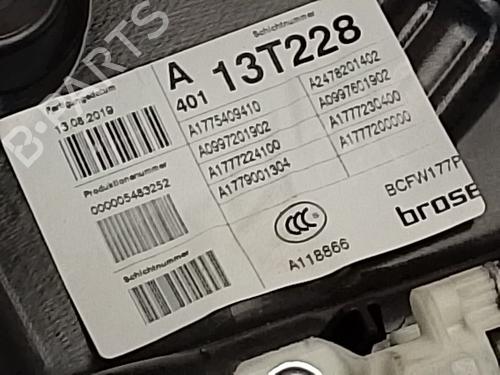 Schichtnummer
A
401 13T228
Fertigungsdatum
13.08.2019
A1775409410
A2478201402
A0997201902
A0997601902
A1777224100
A1777230400
A1779001304
A1777200000
Produktionsnummer
000005483252
Schichtnummer
CCC
A118866
BCFW177P
brose
B-PARTS